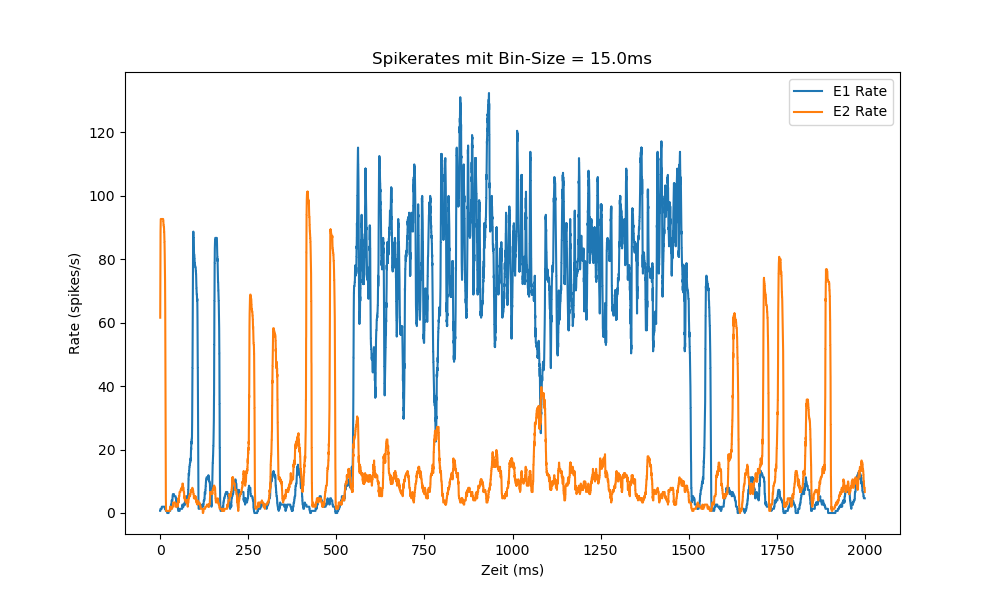 Spikerates mit Bin-Size = 15.0ms
E1 Rate
E2 Rate
120
100
80
60
40
20
0
Rate (spikes/s)
0 250 500 750 1000 1250 1500 1750 2000
Zeit (ms)